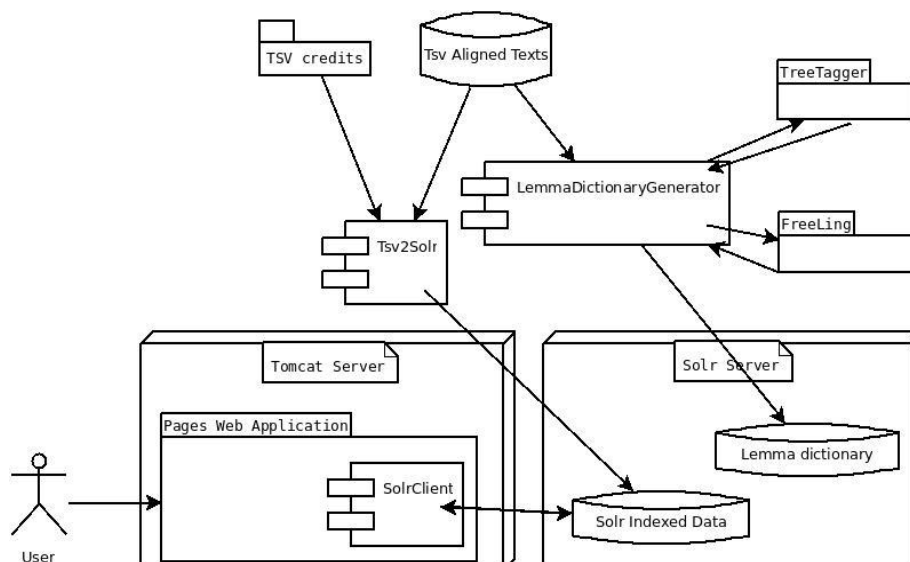 TSV credits
Tsv Aligned Texts
TreeTagger
LemmaDictionaryGenerator
FreeLing
Tsv2Solr
Tomcat Server
Solr Server
Pages Web Application
Lemma dictionary
SolrClient
Solr Indexed Data
User